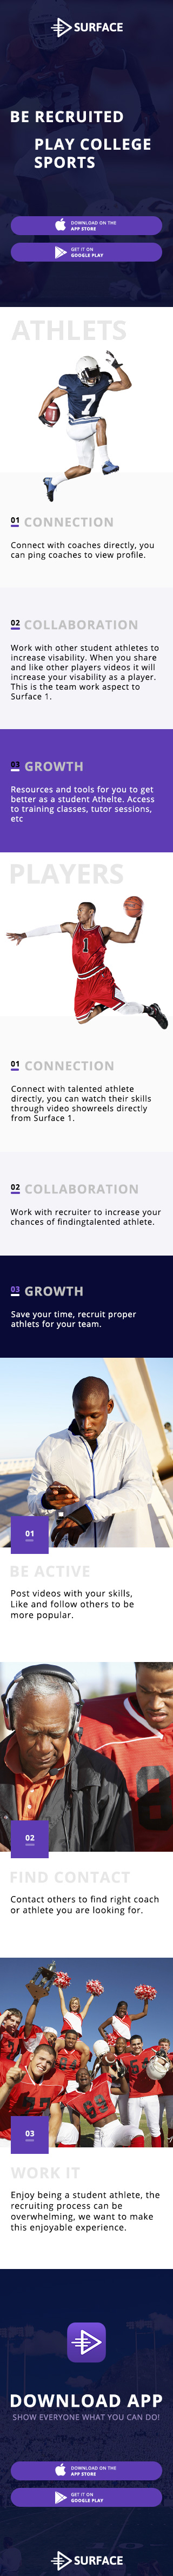 SURFACE
BE RECRUITED
PLAY COLLEGE
SPORTS
DOWNLOAD ON THE
APP STORE
GET IT ON
GOOGLE PLAY
ATHLETS
7
01 CONNECTION
Connect with coaches directly, you
can ping coaches to view profile.
02 COLLABORATION
Work with other student athletes to
increase visability. When you share
and like other players videos it will
increase your visability as a player.
This is the team work aspect to
Surface 1.
03 GROWTH
Resources and tools for you to get
better as a student Athelte. Access
to training classes, tutor sessions,
etc
PLAYERS
1
01 CONNECTION
Connect with talented athlete
directly, you can watch their skills
through video showreels directly
from Surface 1.
02 COLLABORATION
Work with recruiter to increase your
chances of findingtalented athlete.
03 GROWTH
Save your time, recruit proper
athlets for your team.
01
BE ACTIVE
Post videos with your skills,
Like and follow others to be
more popular.
02
FIND CONTACT
Contact others to find right coach
or athlete you are looking for.
03
WORK IT
Enjoy being a student athlete, the
recruiting process can be
overwhelming, we want to make
this enjoyable experience.
DOWNLOAD APP
SHOW EVERYONE WHAT YOU CAN DO!
DOWNLOAD ON THE
APP STORE
GET IT ON
GOOGLE PLAY
SURFACE